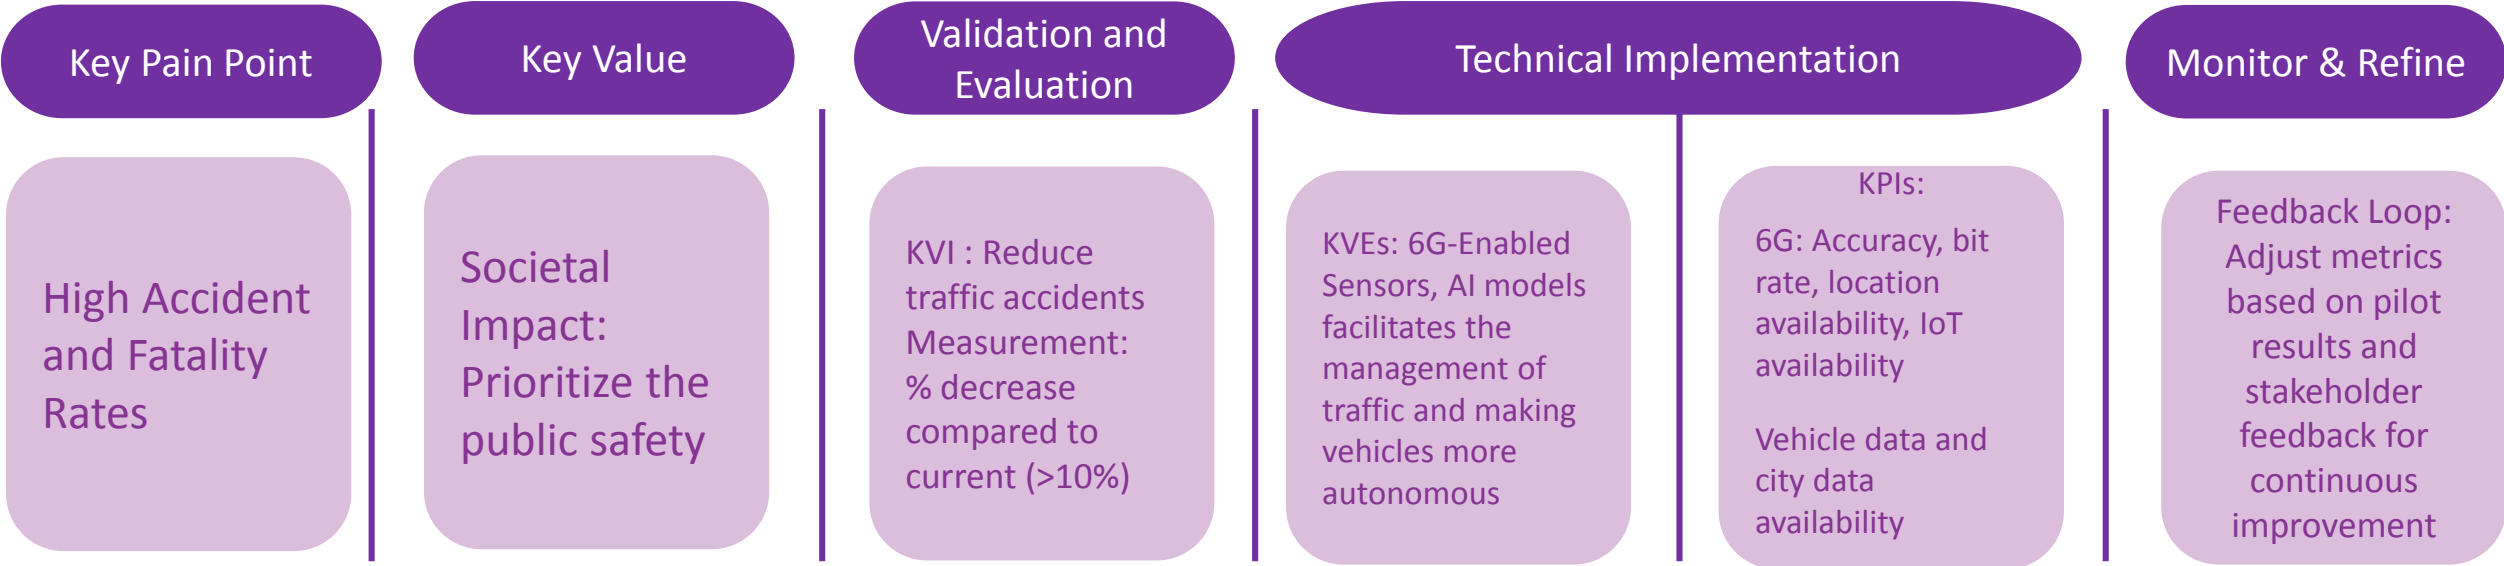 Key Pain Point
Key Value
Validation and
Evaluation
Technical Implementation
Monitor & Refine
High Accident
and Fatality
Rates
Societal
Impact:
Prioritize the
public safety
KVI : Reduce
traffic accidents
Measurement:
% decrease
compared to
current (>10%)
KVEs: 6G-Enabled
Sensors, AI models
facilitates the
management of
traffic and making
vehicles more
autonomous
KPIs:
6G: Accuracy, bit
rate, location
availability, IoT
availability
Vehicle data and
city data
availability
Feedback Loop:
Adjust metrics
based on pilot
results and
stakeholder
feedback for
continuous
improvement